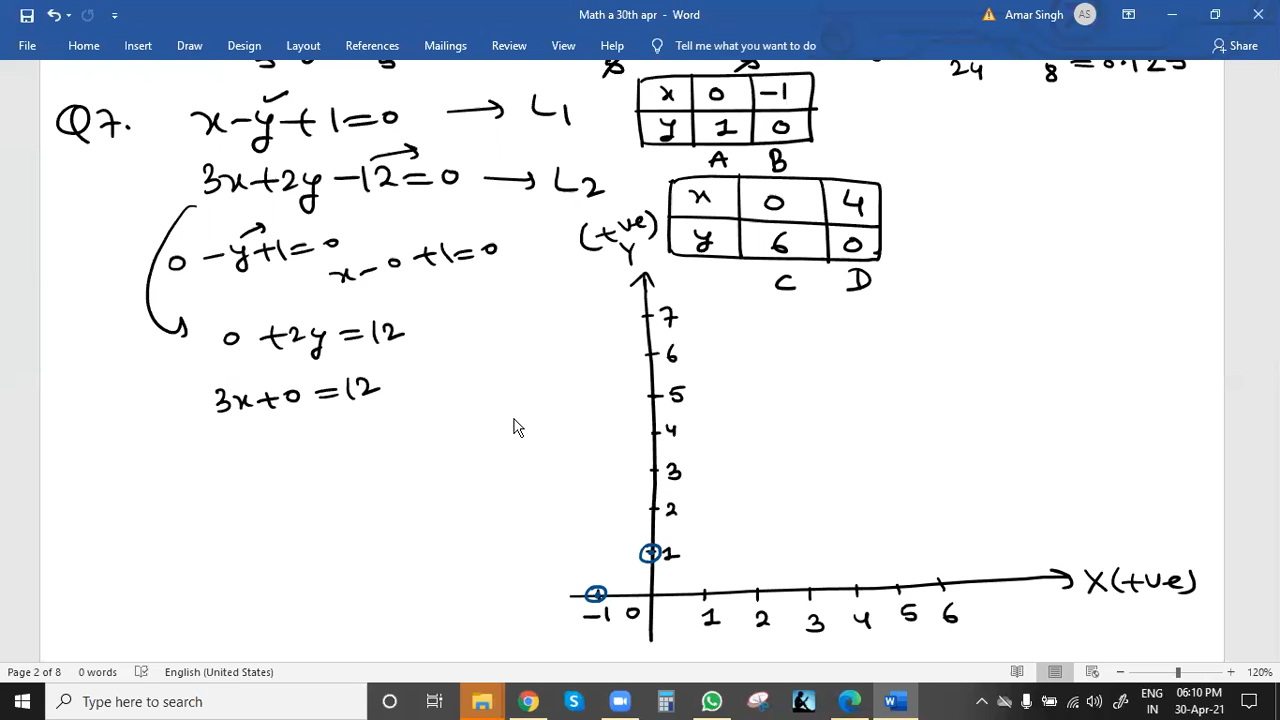 Math a 30th apr - Word
Amar Singh AS
File Home Insert Draw Design Layout References Mailings Review View Help Tell me what you want to do Share
24 8 = 0.125
Q7. x-y+1=0 → L1
x 0 -1
y 1 0
A B
3x+2y-12=0 → L2
x 0 4
y 6 0
C D
0 -y+1=0 x-0+1=0
0 +2y=12
3x+0=12
(+ve)
Y
7
6
5
4
3
2
1
-1 0 1 2 3 4 5 6 X(+ve)
Page 2 of 8 0 words English (United States) 120%
Type here to search
ENG
IN
06:10 PM
30-Apr-21